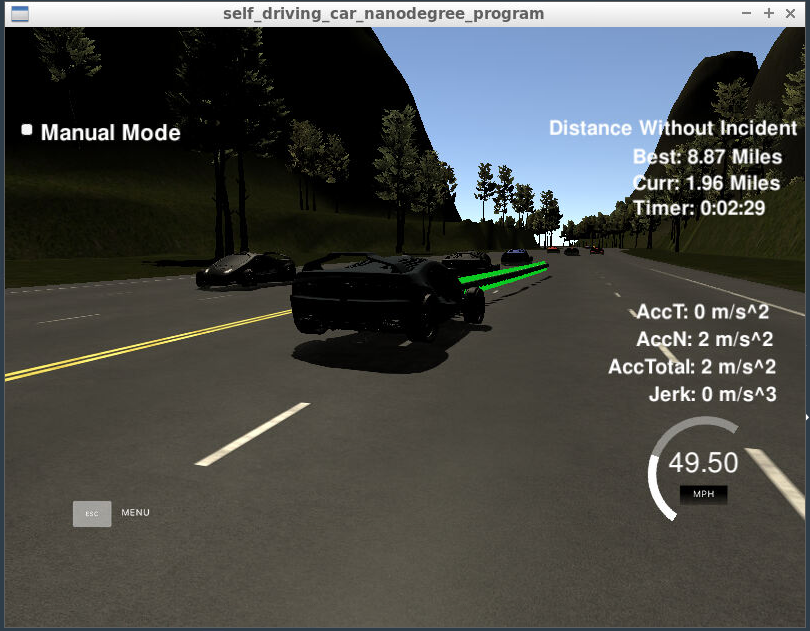 self_driving_car_nanodegree_program
Manual Mode
Distance Without Incident
Best: 8.87 Miles
Curr: 1.96 Miles
Timer: 0:02:29
AccT: 0 m/s^2
AccN: 2 m/s^2
AccTotal: 2 m/s^2
Jerk: 0 m/s^3
49.50
MPH
ESC MENU